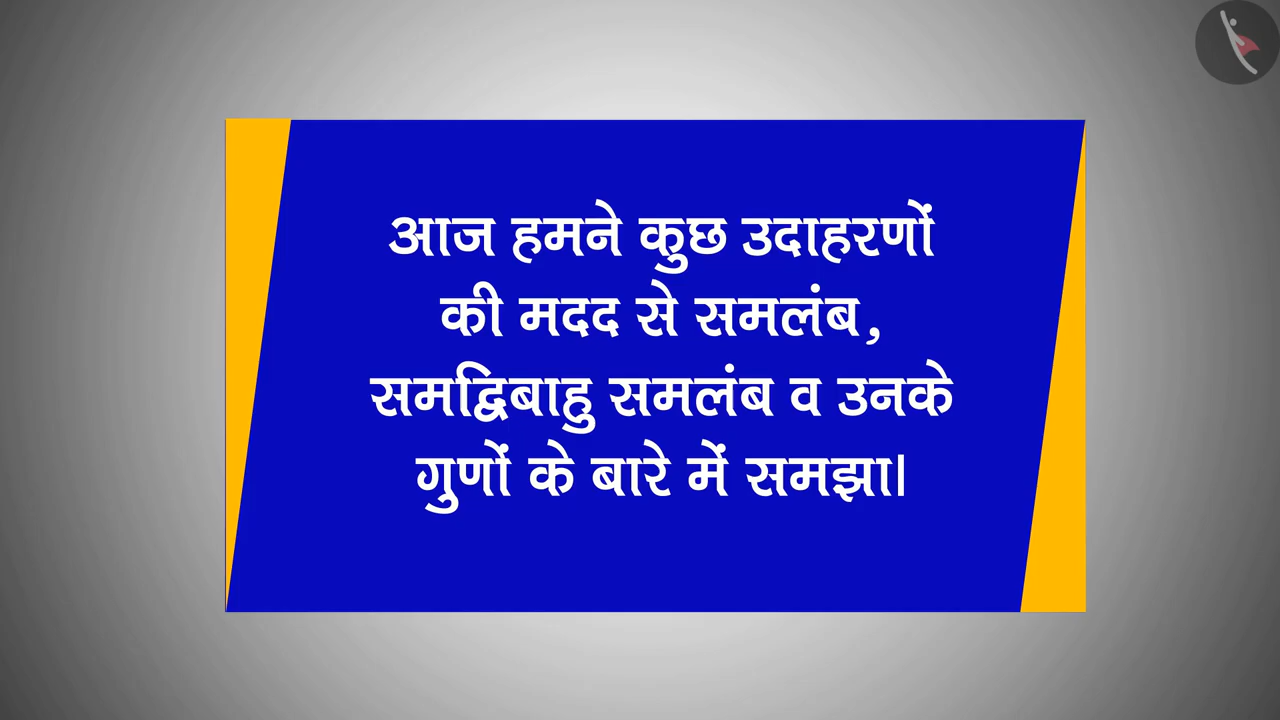 आज हमने कुछ उदाहरणों
की मदद से समलंब,
समद्विबाहु समलंब व उनके
गुणों के बारे में समझा।